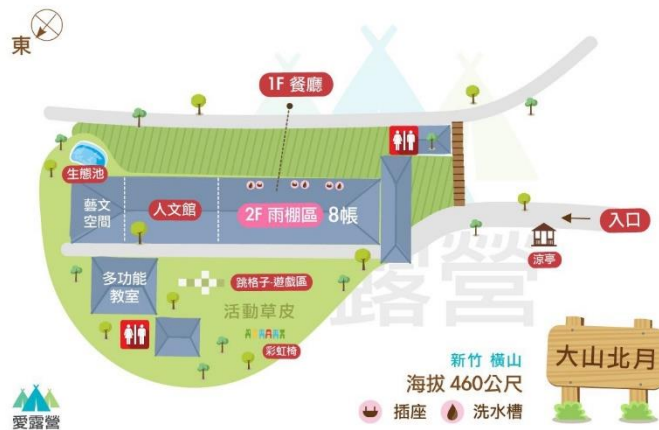 東
1F 餐廳
生態池
藝文
空間
人文館
2F 雨棚區 8帳
入口
涼亭
多功能
教室
跳格子·遊戲區
活動草皮
彩虹椅
露營
新竹 橫山
海拔 460公尺
插座 洗水槽
大山北月
愛露營